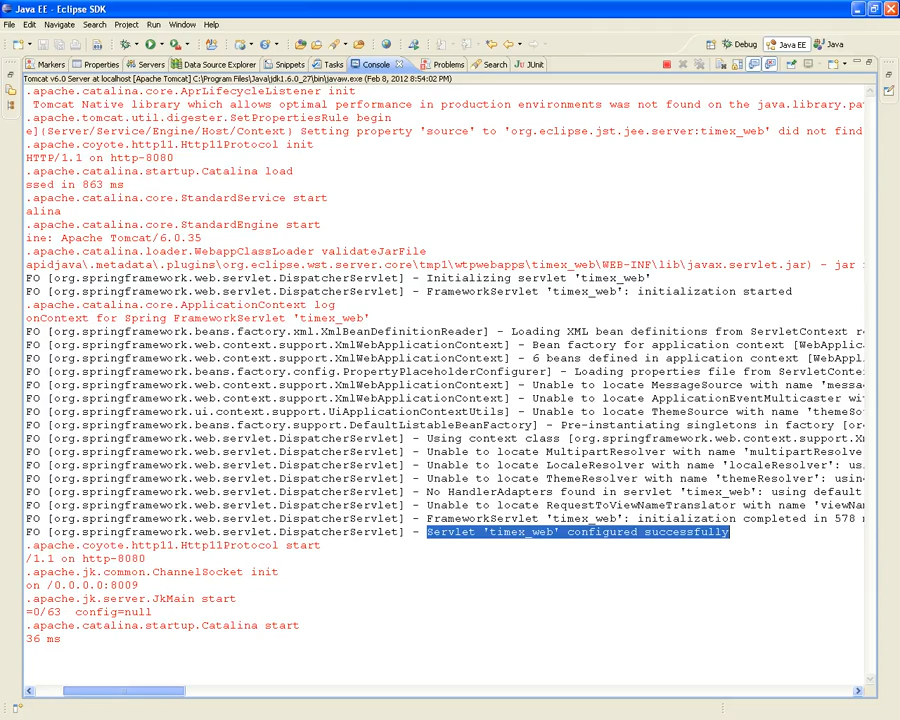 Java EE - Eclipse SDK
File Edit Navigate Search Project Run Window Help
Debug Java EE Java
Markers Properties Servers Data Source Explorer Snippets Tasks Console Problems Search JUnit
Tomcat v6.0 Server at localhost [Apache Tomcat] C:\Program Files\Java\jdk1.6.0_27\bin\javaw.exe (Feb 8, 2012 8:54:02 PM)
.apache.catalina.core.AprLifecycleListener init
Tomcat Native library which allows optimal performance in production environments was not found on the java.library.pa
.apache.tomcat.util.digester.SetPropertiesRule begin
e](Server/Service/Engine/Host/Context) Setting property 'source' to 'org.eclipse.jst.jee.server:timex_web' did not find
.apache.coyote.http11.Http11Protocol init
HTTP/1.1 on http-8080
.apache.catalina.startup.Catalina load
ssed in 863 ms
.apache.catalina.core.StandardService start
alina
.apache.catalina.core.StandardEngine start
ine: Apache Tomcat/6.0.35
.apache.catalina.loader.WebappClassLoader validateJarFile
apidjava\.metadata\.plugins\org.eclipse.wst.server.core\tmp1\wtpwebapps\timex_web\WEB-INF\lib\javax.servlet.jar) - jar
FO [org.springframework.web.servlet.DispatcherServlet] - Initializing servlet 'timex_web'
FO [org.springframework.web.servlet.DispatcherServlet] - FrameworkServlet 'timex_web': initialization started
.apache.catalina.core.ApplicationContext log
onContext for Spring FrameworkServlet 'timex_web'
FO [org.springframework.beans.factory.xml.XmlBeanDefinitionReader] - Loading XML bean definitions from ServletContext re
FO [org.springframework.web.context.support.XmlWebApplicationContext] - Bean factory for application context [WebApplic
FO [org.springframework.web.context.support.XmlWebApplicationContext] - 6 beans defined in application context [WebAppl
FO [org.springframework.beans.factory.config.PropertyPlaceholderConfigurer] - Loading properties file from ServletConte
FO [org.springframework.web.context.support.XmlWebApplicationContext] - Unable to locate MessageSource with name 'messa
FO [org.springframework.web.context.support.XmlWebApplicationContext] - Unable to locate ApplicationEventMulticaster wit
FO [org.springframework.ui.context.support.UiApplicationContextUtils] - Unable to locate ThemeSource with name 'themeSo
FO [org.springframework.beans.factory.support.DefaultListableBeanFactory] - Pre-instantiating singletons in factory [or
FO [org.springframework.web.servlet.DispatcherServlet] - Using context class [org.springframework.web.context.support.Xm
FO [org.springframework.web.servlet.DispatcherServlet] - Unable to locate MultipartResolver with name 'multipartResolve
FO [org.springframework.web.servlet.DispatcherServlet] - Unable to locate LocaleResolver with name 'localeResolver': usi
FO [org.springframework.web.servlet.DispatcherServlet] - Unable to locate ThemeResolver with name 'themeResolver': usin
FO [org.springframework.web.servlet.DispatcherServlet] - No HandlerAdapters found in servlet 'timex_web': using default
FO [org.springframework.web.servlet.DispatcherServlet] - Unable to locate RequestToViewNameTranslator with name 'viewNam
FO [org.springframework.web.servlet.DispatcherServlet] - FrameworkServlet 'timex_web': initialization completed in 578 m
FO [org.springframework.web.servlet.DispatcherServlet] - Servlet 'timex_web' configured successfully
.apache.coyote.http11.Http11Protocol start
/1.1 on http-8080
.apache.jk.common.ChannelSocket init
on /0.0.0.0:8009
.apache.jk.server.JkMain start
=0/63 config=null
.apache.catalina.startup.Catalina start
36 ms